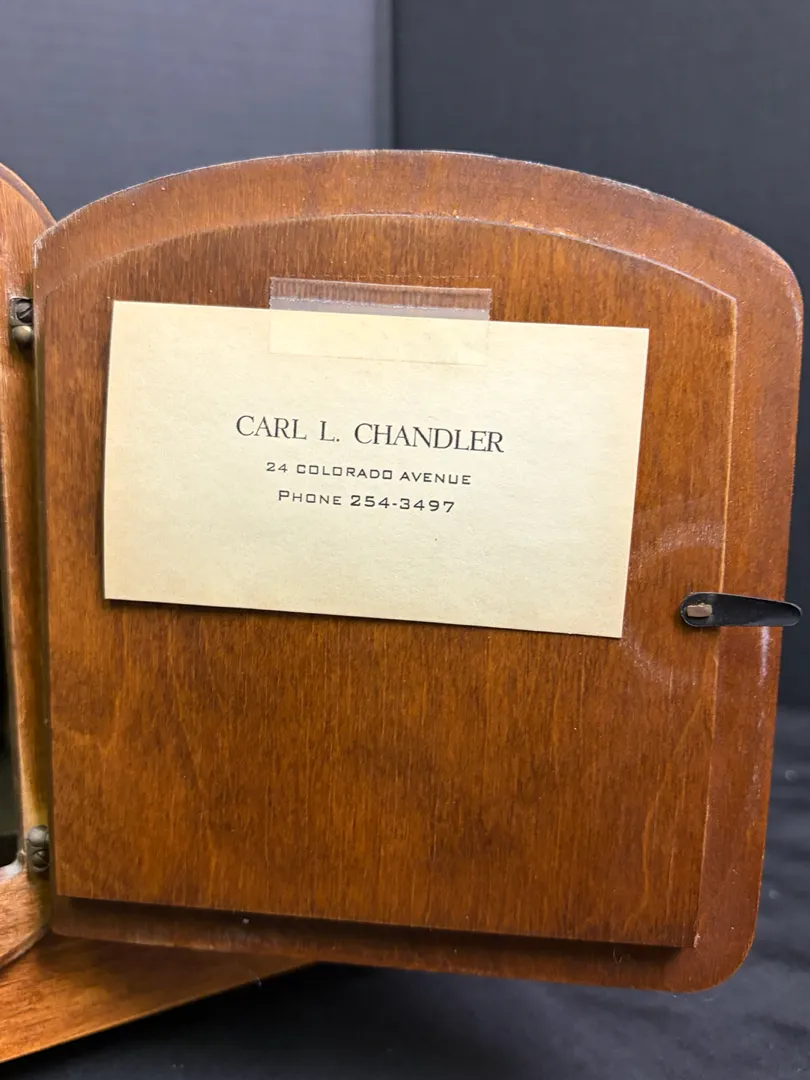 CARL L. CHANDLER
24 COLORADO AVENUE
PHONE 254-3497